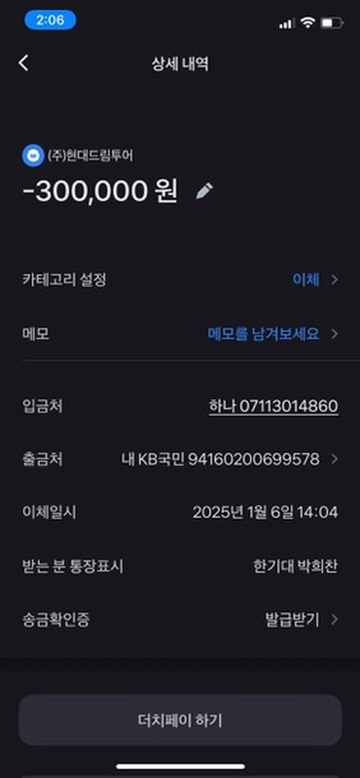 2:06
상세 내역
(주)현대드림투어
-300,000 원
카테고리 설정 이체
메모 메모를 남겨보세요
입금처 하나 07113014860
출금처 내 KB국민 94160200699578
이체일시 2025년 1월 6일 14:04
받는 분 통장표시 한기대 박희찬
송금확인증 발급받기
더치페이 하기